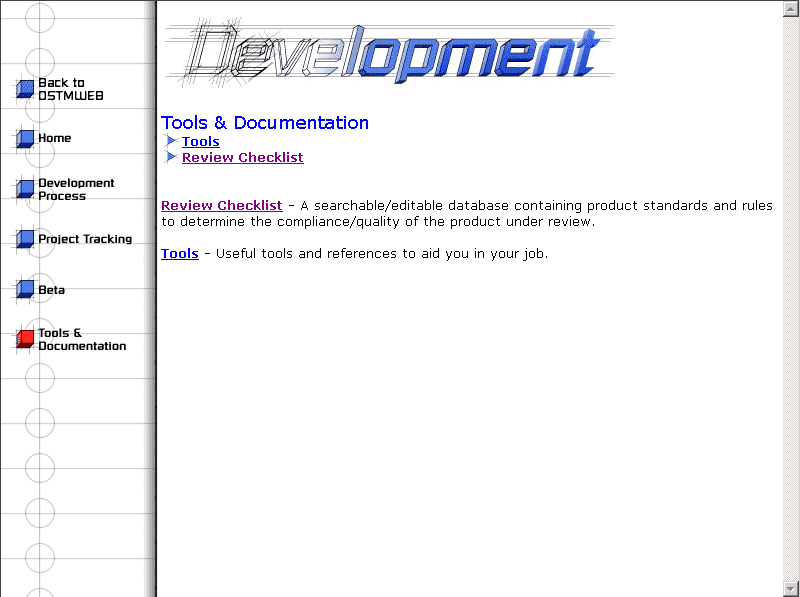 Development
Back to
DSTMWEB
Home
Development
Process
Project Tracking
Beta
Tools &
Documentation
Tools & Documentation
Tools
Review Checklist
Review Checklist - A searchable/editable database containing product standards and rules
to determine the compliance/quality of the product under review.
Tools - Useful tools and references to aid you in your job.